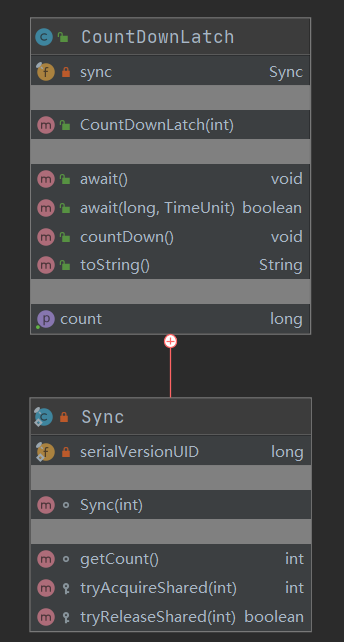 CountDownLatch
sync Sync
CountDownLatch(int)
await() void
await(long, TimeUnit) boolean
countDown() void
toString() String
count long
Sync
serialVersionUID long
Sync(int)
getCount() int
tryAcquireShared(int) int
tryReleaseShared(int) boolean